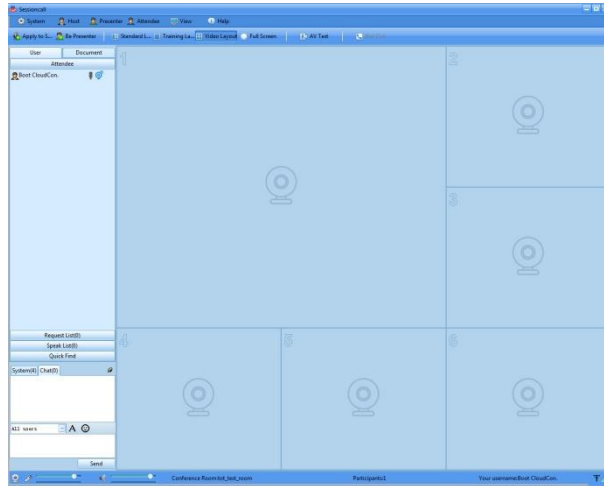 Sessioncall
System Host Presenter Attendee View Help
Apply to S... Be Presenter Standard L... Training La... Video Layout Full Screen AV Test
User Document
Attendee
Boot CloudCon.
1
2
3
4
5
6
Request List(0)
Speak List(0)
Quick Find
System(4) Chat(0)
All users
A
Send
Conference Room:tst_test_room Participants:1 Your username:Boot CloudCon.